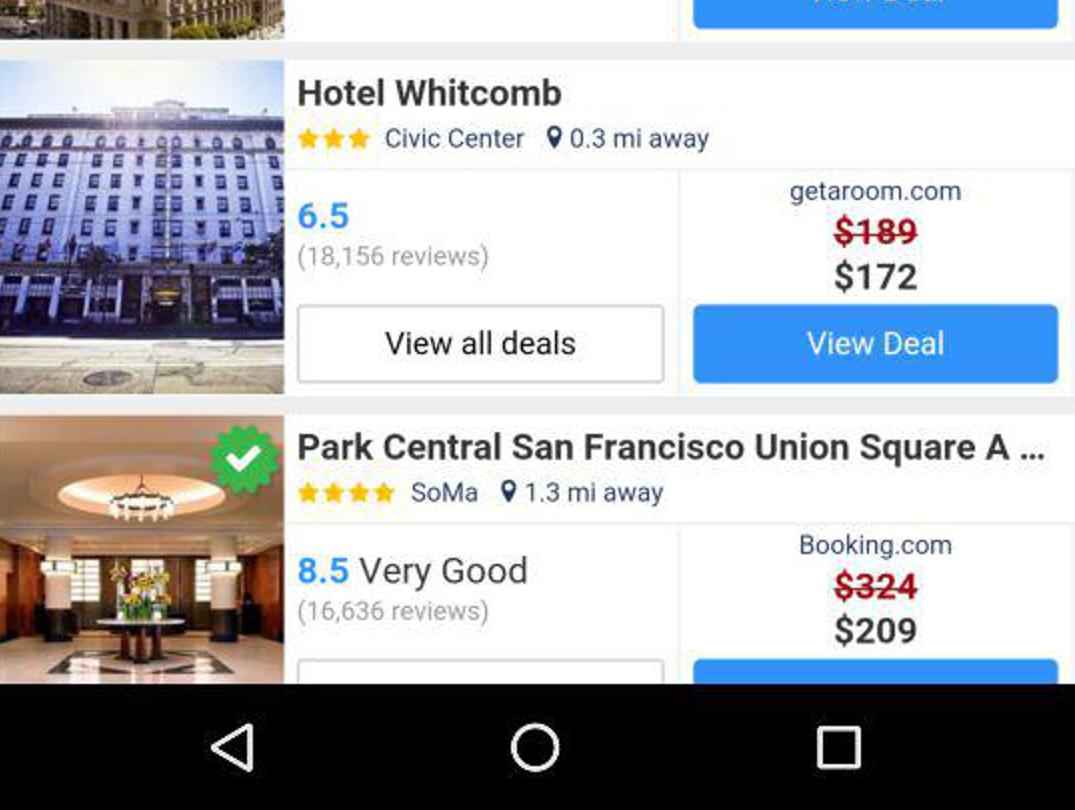 View Deal
Hotel Whitcomb
Civic Center 0.3 mi away
6.5
(18,156 reviews)
View all deals
getaroom.com
$189
$172
View Deal
Park Central San Francisco Union Square A ...
SoMa 1.3 mi away
8.5 Very Good
(16,636 reviews)
Booking.com
$324
$209